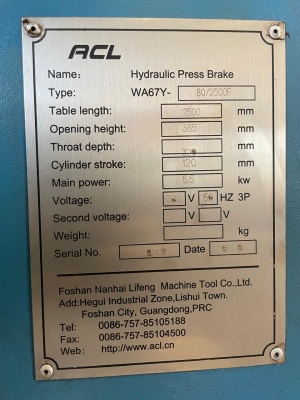 ACL
Name: Hydraulic Press Brake
Type: WA67Y- 80/2500F
Table length: 2500 mm
Opening height: 385 mm
Throat depth: mm
Cylinder stroke: 120 mm
Main power: 5.5 kw
Voltage: V HZ 3P
Second voltage: V V
Weight: kg
Serial No. Date
Foshan Nanhai Lifeng Machine Tool Co.,Ltd.
Add:Hegui Industrial Zone,Lishui Town.
Foshan City, Guangdong,PRC
Tel: 0086-757-85105188
Fax: 0086-757-85104500
Web: http://www.acl.cn